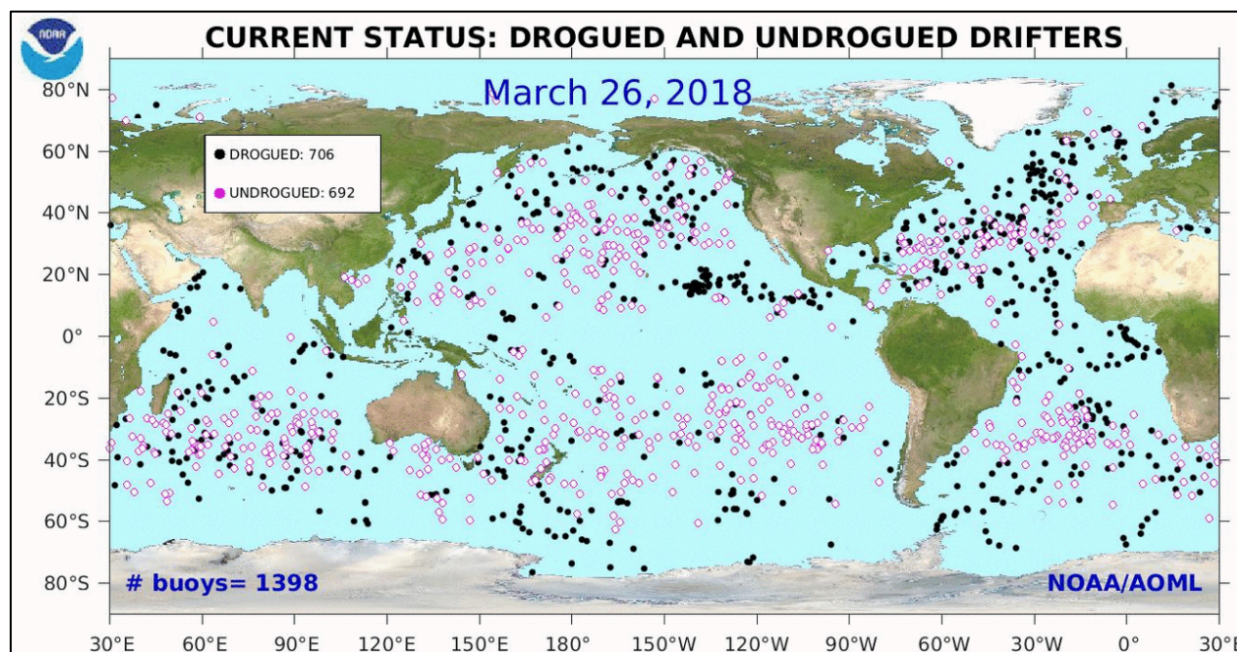 NOAA
CURRENT STATUS: DROGUED AND UNDROGUED DRIFTERS
March 26, 2018
80°N
60°N
40°N
20°N
0°
20°S
40°S
60°S
80°S
DROGUED: 706
UNDROGUED: 692
# buoys= 1398
NOAA/AOML
30°E
60°E
90°E
120°E
150°E
180°
150°W
120°W
90°W
60°W
30°W
0°
30°E